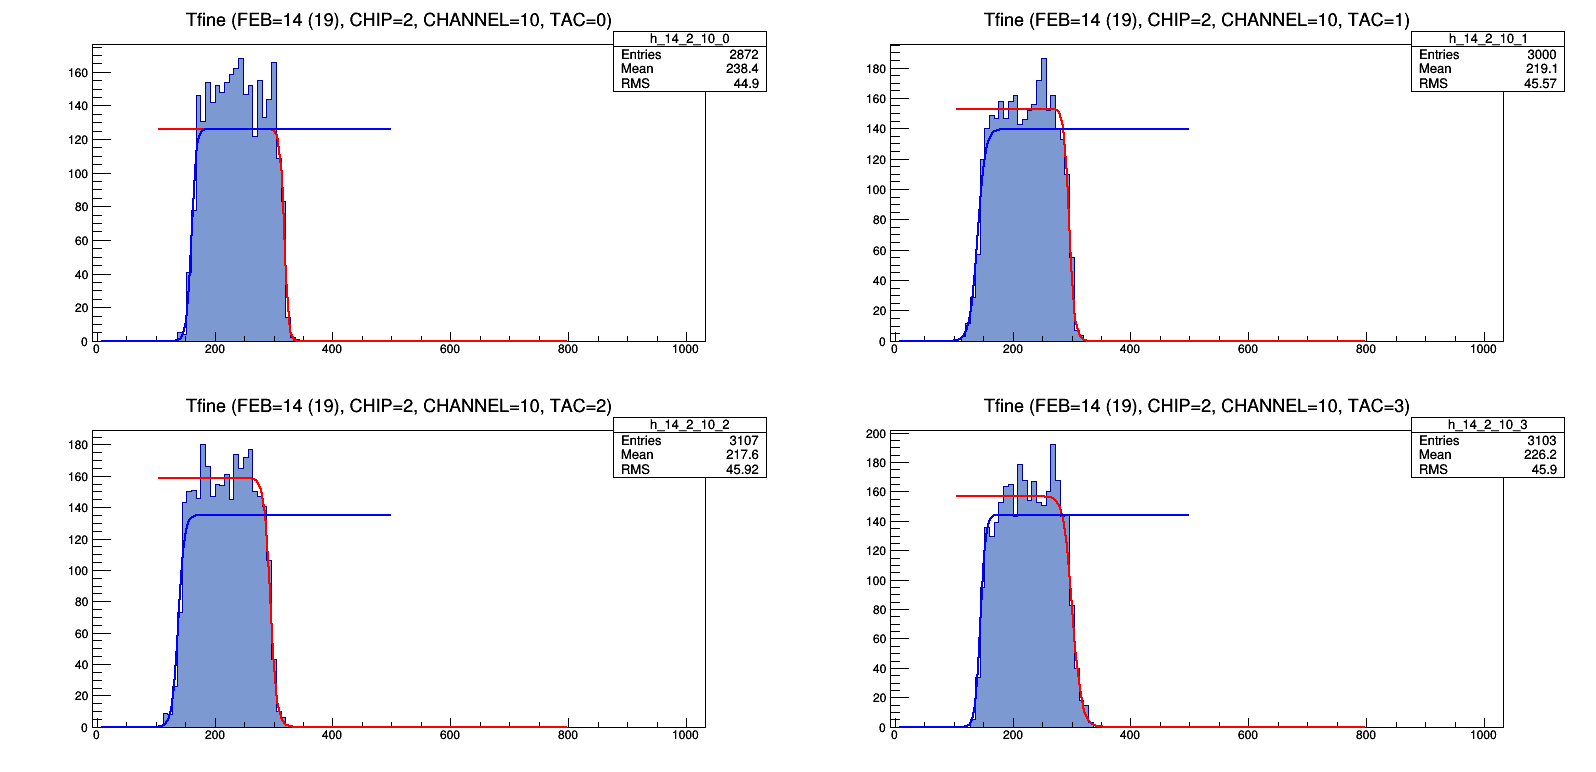 Tfine (FEB=14 (19), CHIP=2, CHANNEL=10, TAC=0)
h_14_2_10_0
Entries 2872
Mean 238.4
RMS 44.9
160
140
120
100
80
60
40
20
0
0 200 400 600 800 1000
Tfine (FEB=14 (19), CHIP=2, CHANNEL=10, TAC=1)
h_14_2_10_1
Entries 3000
Mean 219.1
RMS 45.57
180
160
140
120
100
80
60
40
20
0
0 200 400 600 800 1000
Tfine (FEB=14 (19), CHIP=2, CHANNEL=10, TAC=2)
h_14_2_10_2
Entries 3107
Mean 217.6
RMS 45.92
180
160
140
120
100
80
60
40
20
0
0 200 400 600 800 1000
Tfine (FEB=14 (19), CHIP=2, CHANNEL=10, TAC=3)
h_14_2_10_3
Entries 3103
Mean 226.2
RMS 45.9
200
180
160
140
120
100
80
60
40
20
0
0 200 400 600 800 1000